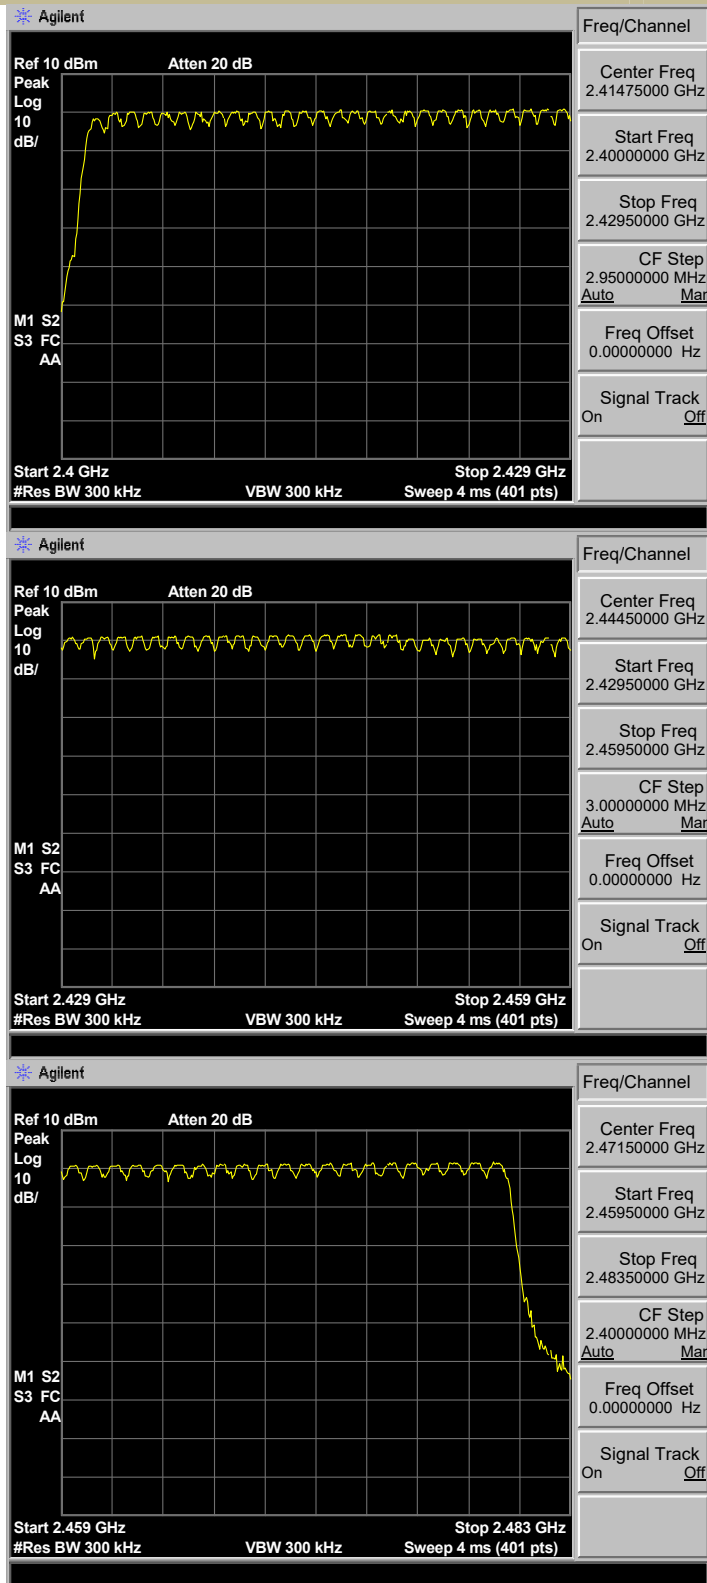 Agilent
Freq/Channel
Ref 10 dBm Atten 20 dB
Peak
Log
10
dB/
M1 S2
S3 FC
AA
Start 2.4 GHz Stop 2.429 GHz
#Res BW 300 kHz VBW 300 kHz Sweep 4 ms (401 pts)
Center Freq
2.41475000 GHz
Start Freq
2.40000000 GHz
Stop Freq
2.42950000 GHz
CF Step
2.95000000 MHz
Auto Man
Freq Offset
0.00000000 Hz
Signal Track
On Off
Agilent
Freq/Channel
Ref 10 dBm Atten 20 dB
Peak
Log
10
dB/
M1 S2
S3 FC
AA
Start 2.429 GHz Stop 2.459 GHz
#Res BW 300 kHz VBW 300 kHz Sweep 4 ms (401 pts)
Center Freq
2.44450000 GHz
Start Freq
2.42950000 GHz
Stop Freq
2.45950000 GHz
CF Step
3.00000000 MHz
Auto Man
Freq Offset
0.00000000 Hz
Signal Track
On Off
Agilent
Freq/Channel
Ref 10 dBm Atten 20 dB
Peak
Log
10
dB/
M1 S2
S3 FC
AA
Start 2.459 GHz Stop 2.483 GHz
#Res BW 300 kHz VBW 300 kHz Sweep 4 ms (401 pts)
Center Freq
2.47150000 GHz
Start Freq
2.45950000 GHz
Stop Freq
2.48350000 GHz
CF Step
2.40000000 MHz
Auto Man
Freq Offset
0.00000000 Hz
Signal Track
On Off